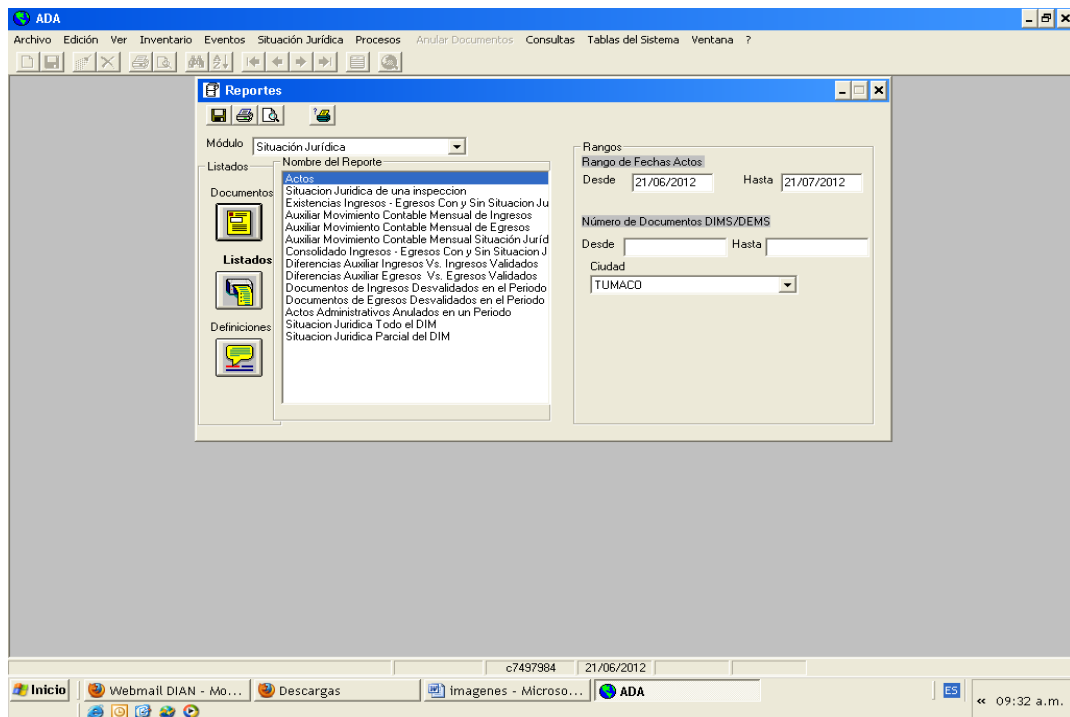 ADA
Archivo Edición Ver Inventario Eventos Situación Jurídica Procesos Anular Documentos Consultas Tablas del Sistema Ventana ?
Reportes
Módulo Situación Jurídica
Listados
Nombre del Reporte
Documentos
Listados
Definiciones
Actos
Situacion Juridica de una inspeccion
Existencias Ingresos - Egresos Con y Sin Situacion Ju
Auxiliar Movimiento Contable Mensual de Ingresos
Auxiliar Movimiento Contable Mensual de Egresos
Auxiliar Movimiento Contable Mensual Situación Juríd
Consolidado Ingresos - Egresos Con y Sin Situacion J
Diferencias Auxiliar Ingresos Vs. Ingresos Validados
Diferencias Auxiliar Egresos Vs. Egresos Validados
Documentos de Ingresos Desvalidados en el Periodo
Documentos de Egresos Desvalidados en el Periodo
Actos Administrativos Anulados en un Periodo
Situacion Juridica Todo el DIM
Situacion Juridica Parcial del DIM
Rangos
Rango de Fechas Actos
Desde 21/06/2012 Hasta 21/07/2012
Número de Documentos DIMS/DEMS
Desde Hasta
Ciudad
TUMACO
c7497984 21/06/2012
Inicio Webmail DIAN - Mo... Descargas imagenes - Microso... ADA ES « 09:32 a.m.